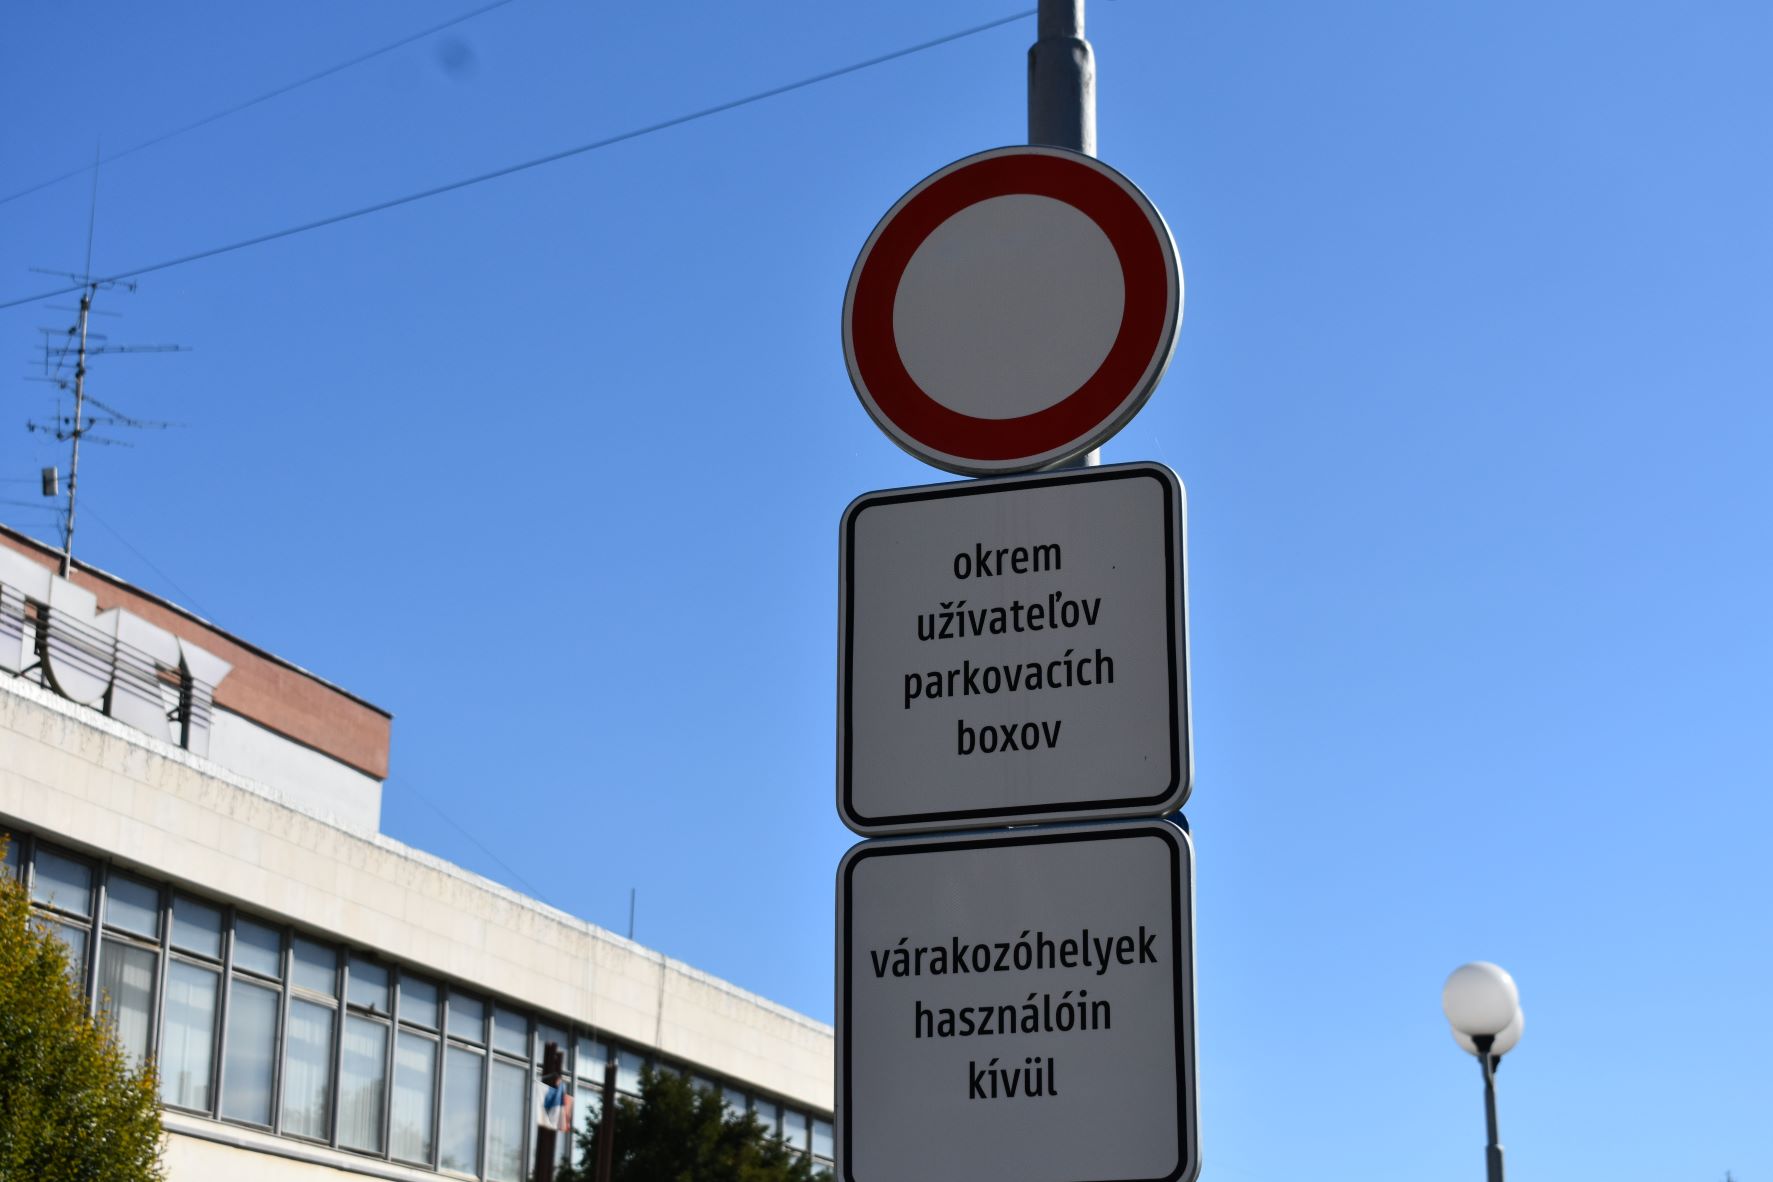 okrem
užívateľov
parkovacích
boxov
várakozóhelyek
használóin
kívül